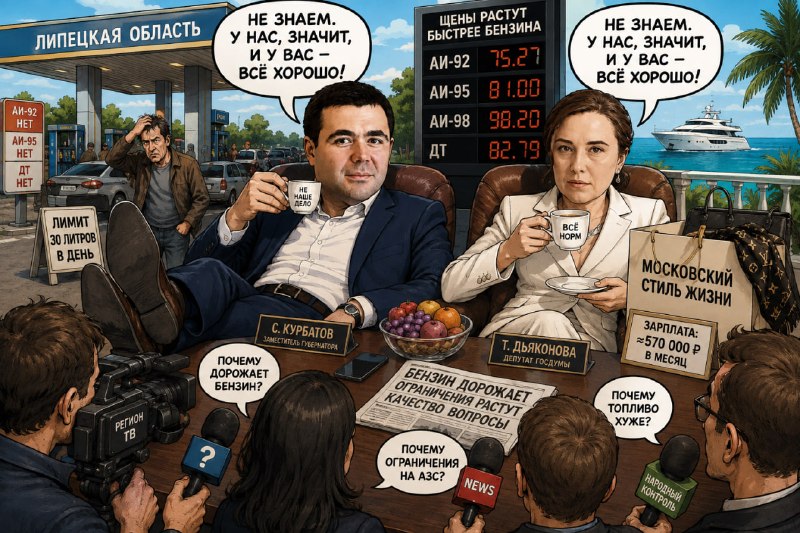 ЛИПЕЦКАЯ ОБЛАСТЬ
НЕ ЗНАЕМ.
У НАС, ЗНАЧИТ,
И У ВАС –
ВСЁ ХОРОШО!
ЩЕНЫ РАСТУТ
БЫСТРЕЕ БЕНЗИНА
АИ-92 75.27
АИ-95 81.00
АИ-98 98.20
ДТ 82.79
НЕ ЗНАЕМ.
У НАС, ЗНАЧИТ,
И У ВАС –
ВСЁ ХОРОШО!
АИ-92
НЕТ
АИ-95
НЕТ
ДТ
НЕТ
ЛИМИТ
30 ЛИТРОВ
В ДЕНЬ
НЕ
НАШЕ
ДЕЛО
ВСЁ
НОРМ
МОСКОВСКИЙ
СТИЛЬ ЖИЗНИ
ЗАРПЛАТА:
≈570 000 ₽
В МЕСЯЦ
С. КУРБАТОВ
ЗАМЕСТИТЕЛЬ ГУБЕРНАТОРА
Т. ДЬЯКОНОВА
ДЕПУТАТ ГОСДУМЫ
ПОЧЕМУ
ДОРОЖАЕТ
БЕНЗИН?
БЕНЗИН ДОРОЖАЕТ
ОГРАНИЧЕНИЯ РАСТУТ
КАЧЕСТВО ВОПРОСЫ
ПОЧЕМУ
ТОПЛИВО
ХУЖЕ?
РЕГИОН
ТВ
?
ПОЧЕМУ
ОГРАНИЧЕНИЯ
НА АЗС?
NEWS
НАРОДНЫЙ
КОНТРОЛЬ